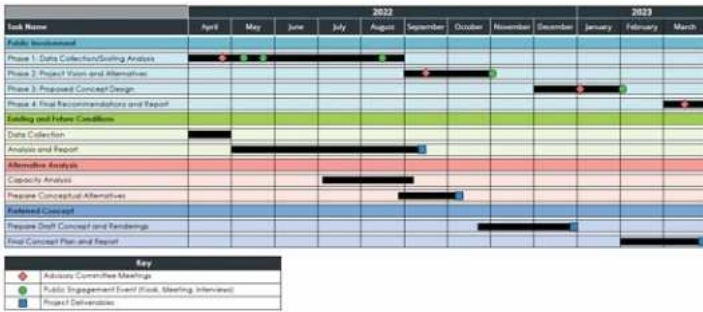 2022 2023
Task Name April May June July August September October November December January February March
Public Involvement
Phase 1: Data Collection/Scoping Analysis
Phase 2: Project Vision and Alternatives
Phase 3: Proposed Concept Design
Phase 4: Final Recommendations and Report
Existing and Future Conditions
Data Collection
Analysis and Report
Alternative Analysis
Capacity Analysis
Prepare Conceptual Alternatives
Preferred Concept
Prepare Draft Concept and Renderings
Final Concept Plan and Report
Key
Advisory Committee Meetings
Public Engagement Event (Kiosk, Meeting, Interviews)
Project Deliverables